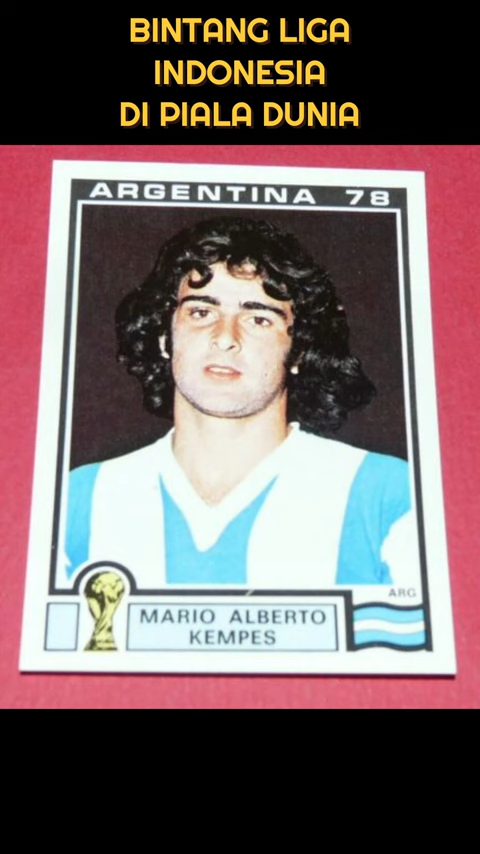 BINTANG LIGA
INDONESIA
DI PIALA DUNIA
ARGENTINA 78
ARG
MARIO ALBERTO
KEMPES